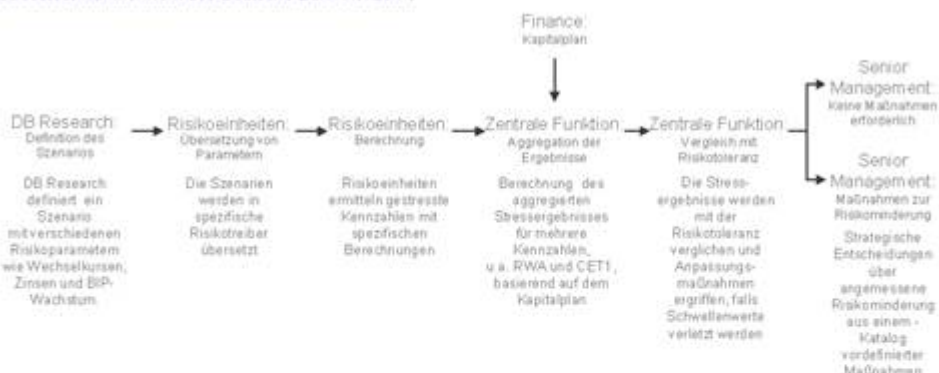 Finance:
Kapitalplan
DB Research:
Definition des
Szenarios
DB Research
definiert ein
Szenario
mit verschiedenen
Risikoparametern
wie Wechselkursen,
Zinsen und BIP-
Wachstum
Risikoeinheiten:
Übersetzung von
Parametern
Die Szenarien
werden in
spezifische
Risikotreiber
übersetzt
Risikoeinheiten:
Berechnung
Risikoeinheiten
ermitteln gestresste
Kennzahlen mit
spezifischen
Berechnungen
Zentrale Funktion:
Aggregation der
Ergebnisse
Berechnung des
aggregierten
Stressergebnisses
für mehrere
Kennzahlen,
u.a. RWA und CET1,
basierend auf dem
Kapitalplan
Zentrale Funktion:
Vergleich mit
Risikotoleranz
Die Stress-
ergebnisse werden
mit der
Risikotoleranz
verglichen und
Anpassungs-
maßnahmen
ergriffen, falls
Schwellenwerte
verletzt werden
Senior
Management:
Keine Maßnahmen
erforderlich
Senior
Management:
Maßnahmen zur
Risikominderung
Strategische
Entscheidungen
über
angemessene
Risikominderung
aus einem -
Katalog
vordefinierter
Maßnahmen